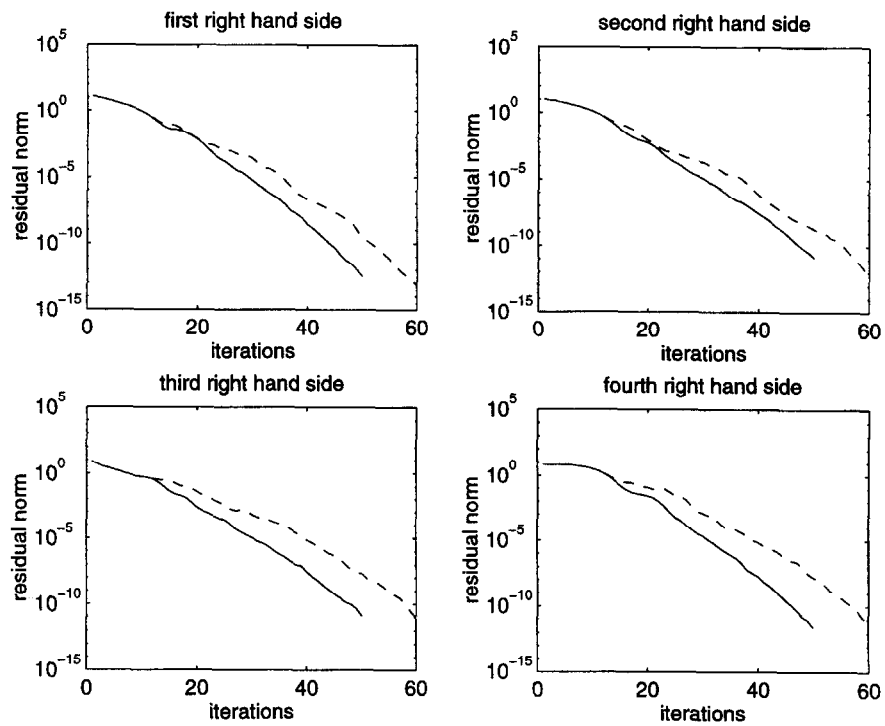 first right hand side
10^5
10^0
10^-5
10^-10
10^-15
residual norm
0 20 40 60
iterations
second right hand side
10^5
10^0
10^-5
10^-10
10^-15
residual norm
0 20 40 60
iterations
third right hand side
10^5
10^0
10^-5
10^-10
10^-15
residual norm
0 20 40 60
iterations
fourth right hand side
10^5
10^0
10^-5
10^-10
10^-15
residual norm
0 20 40 60
iterations